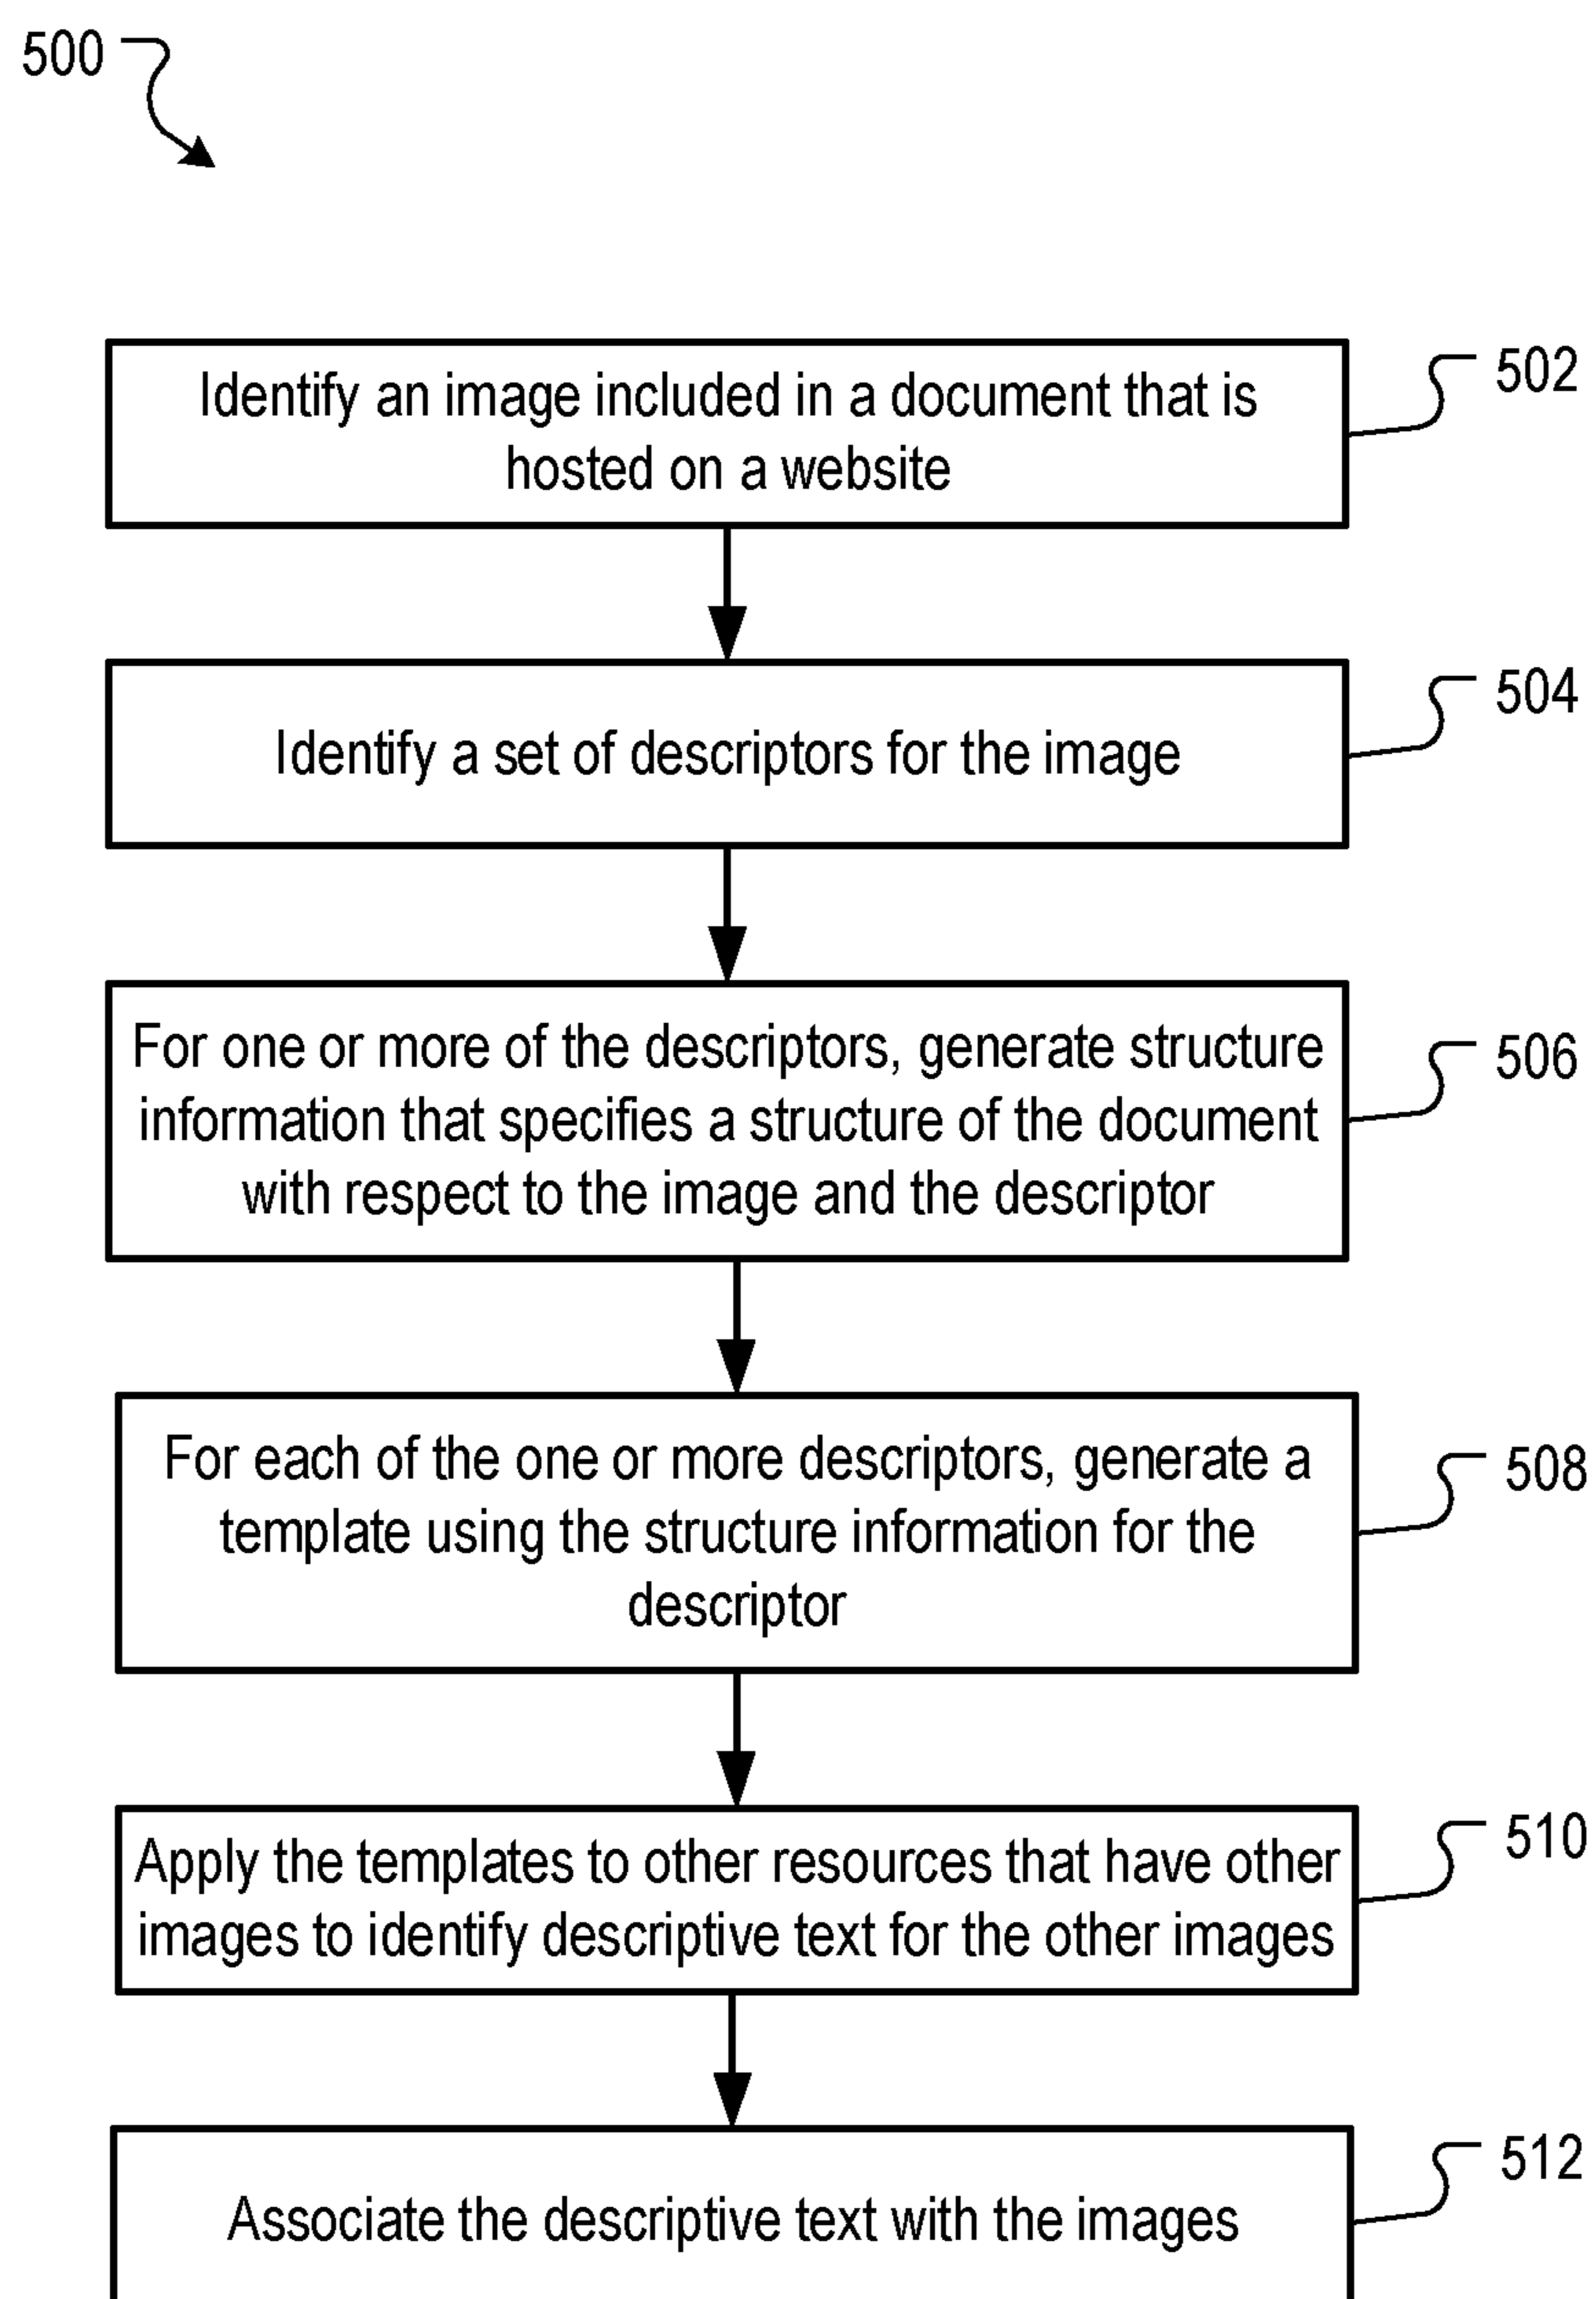 500
Identify an image included in a document that is
hosted on a website
502
Identify a set of descriptors for the image
504
For one or more of the descriptors, generate structure
information that specifies a structure of the document
with respect to the image and the descriptor
506
For each of the one or more descriptors, generate a
template using the structure information for the
descriptor
508
Apply the templates to other resources that have other
images to identify descriptive text for the other images
510
Associate the descriptive text with the images
512